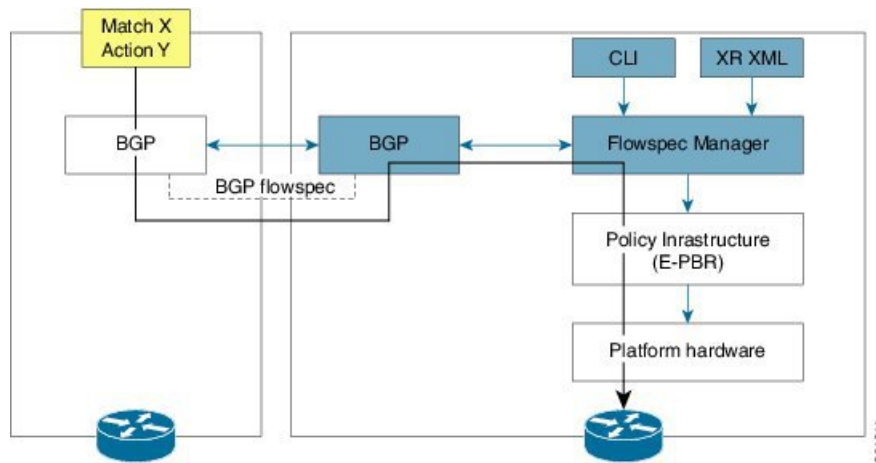 Match X
Action Y
CLI
XR XML
BGP
BGP
Flowspec Manager
BGP flowspec
Policy Inrastructure
(E-PBR)
Platform hardware